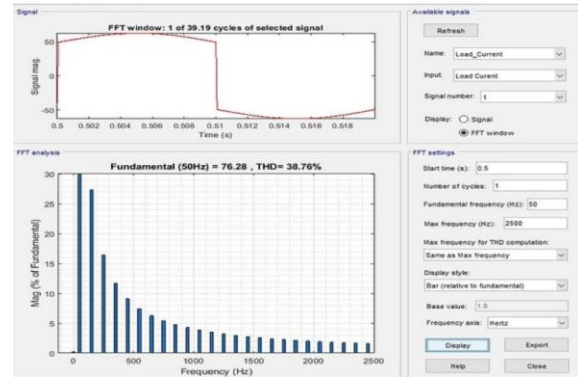 Signal
FFT window: 1 of 39.19 cycles of selected signal
50
0
-50
Signal mag.
0.5 0.502 0.504 0.506 0.508 0.51 0.512 0.514 0.516 0.518
Time (s)
FFT analysis
Fundamental (50Hz) = 76.28 , THD= 38.76%
30
25
20
15
10
5
0
Mag (% of Fundamental)
0 500 1000 1500 2000 2500
Frequency (Hz)
Available signals
Refresh
Name: Load_Current
Input: Load Curent
Signal number: 1
Display: Signal
FFT window
FFT settings
Start time (s): 0.5
Number of cycles: 1
Fundamental frequency (Hz): 50
Max frequency (Hz): 2500
Max frequency for THD computation:
Same as Max frequency
Display style:
Bar (relative to fundamental)
Base value: 1.0
Frequency axis: Hertz
Display Export
Help Close